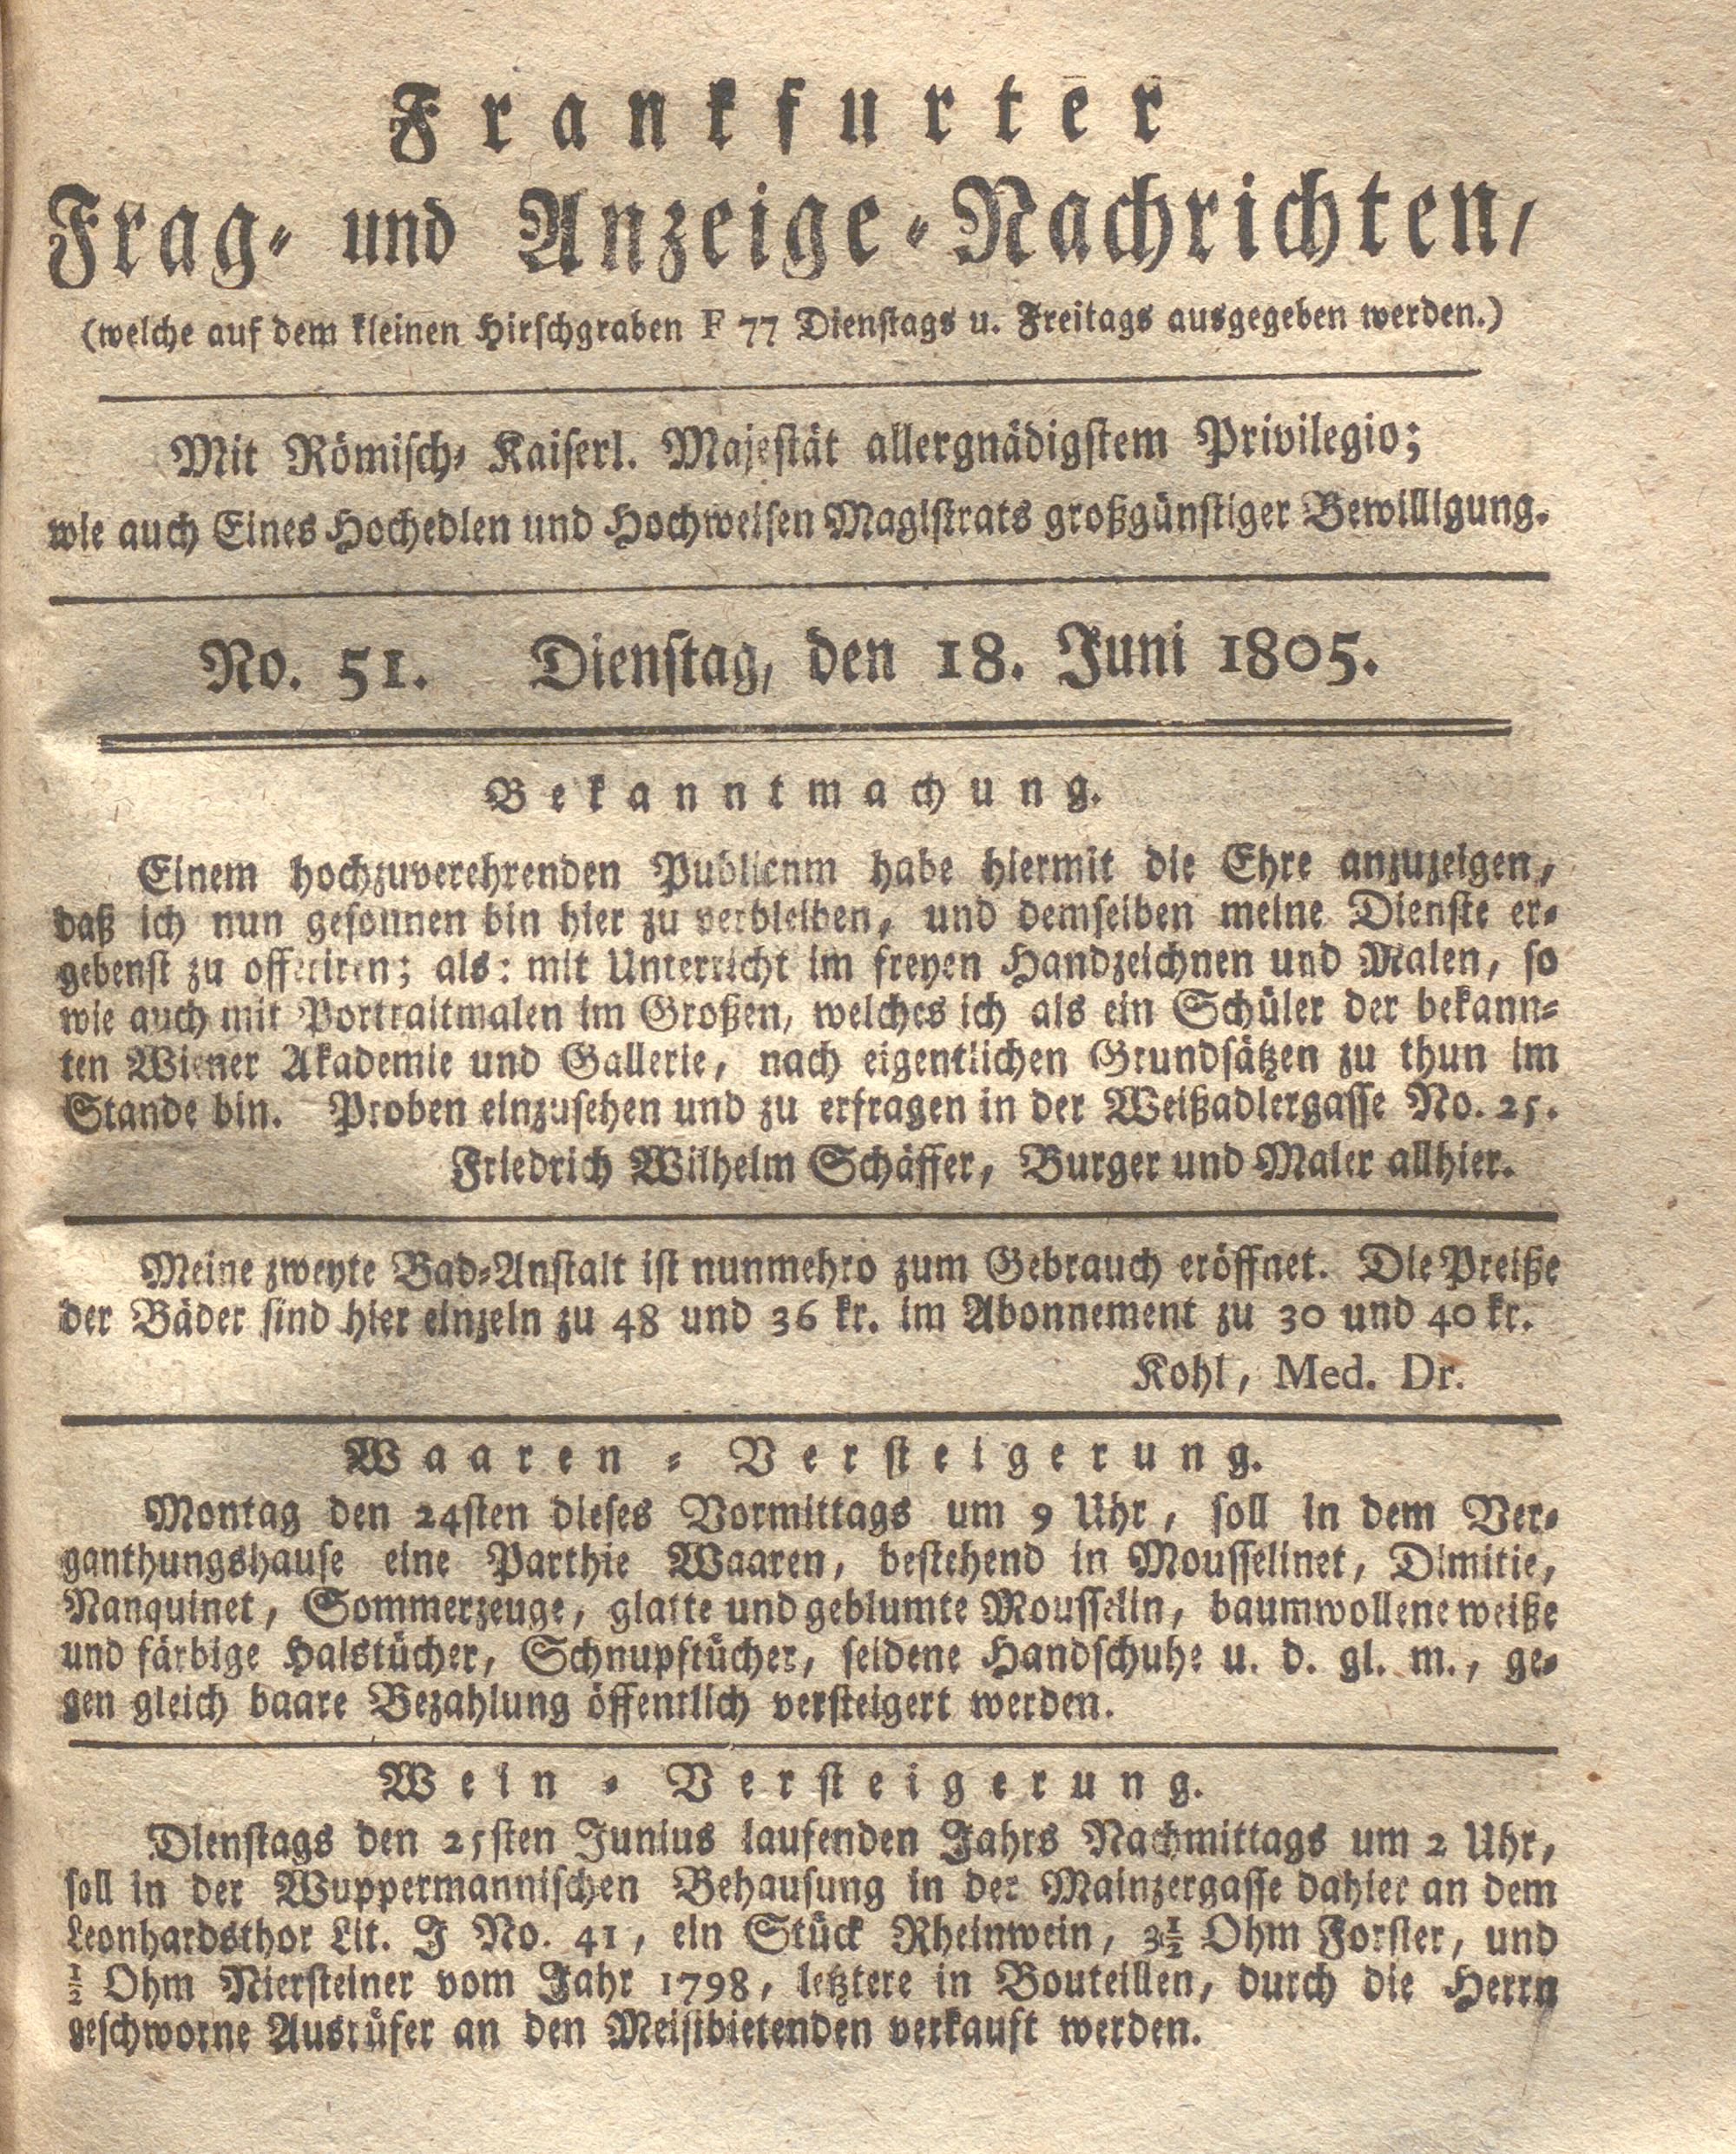 Frankfurter
Frag- und Anzeige-Nachrichten,
(welche auf dem kleinen Hirschgraben F 77 Dienstags u. Freitags ausgegeben werden.)
Mit Römisch- Kaiserl. Majestät allergnädigstem Privilegio;
wie auch Eines Hochedlen und Hochweisen Magistrats großgünstiger Bewilligung.
No. 51. Dienstag, den 18. Juni 1805.
Bekanntmachung.
Einem hochzuverehrenden Publicnm habe hiermit die Ehre anzuzeigen,
daß ich nun gesonnen bin hier zu verbleiben, und demselben meine Dienste er-
gebenst zu offeriren; als: mit Unterricht im freyen Handzeichnen und Malen, so
wie auch mit Portraitmalen im Großen, welches ich als ein Schüler der bekann-
ten Wiener Akademie und Gallerie, nach eigentlichen Grundsätzen zu thun im
Stande bin. Proben einzusehen und zu erfragen in der Weißadlergasse No. 25.
Friedrich Wilhelm Schäffer, Burger und Maler allhier.
Meine zweyte Bad-Anstalt ist nunmehro zum Gebrauch eröffnet. Die Preiße
der Bäder sind hier einzeln zu 48 und 36 kr. im Abonnement zu 30 und 40 kr.
Kohl, Med. Dr.
Waaren-Versteigerung.
Montag den 24sten dieses Vormittags um 9 Uhr, soll in dem Ver-
ganthungshause eine Parthie Waaren, bestehend in Mousselinet, Dimitie,
Nanquinet, Sommerzeuge, glatte und geblumte Mousselin, baumwollene weiße
und färbige Halstücher, Schnupftücher, seidene Handschuhe u. d. gl. m., ge-
gen gleich baare Bezahlung öffentlich versteigert werden.
Wein-Versteigerung.
Dienstags den 25sten Junius laufenden Jahrs Nachmittags um 2 Uhr,
soll in der Wuppermannischen Behausung in der Mainzergasse dahier an dem
Leonhardsthor Lit. J No. 41, ein Stück Rheinwein, 3½ Ohm Forster, und
½ Ohm Niersteiner vom Jahr 1798, letztere in Bouteillen, durch die Herrn
geschworne Ausrüfer an den Meistbietenden verkauft werden.